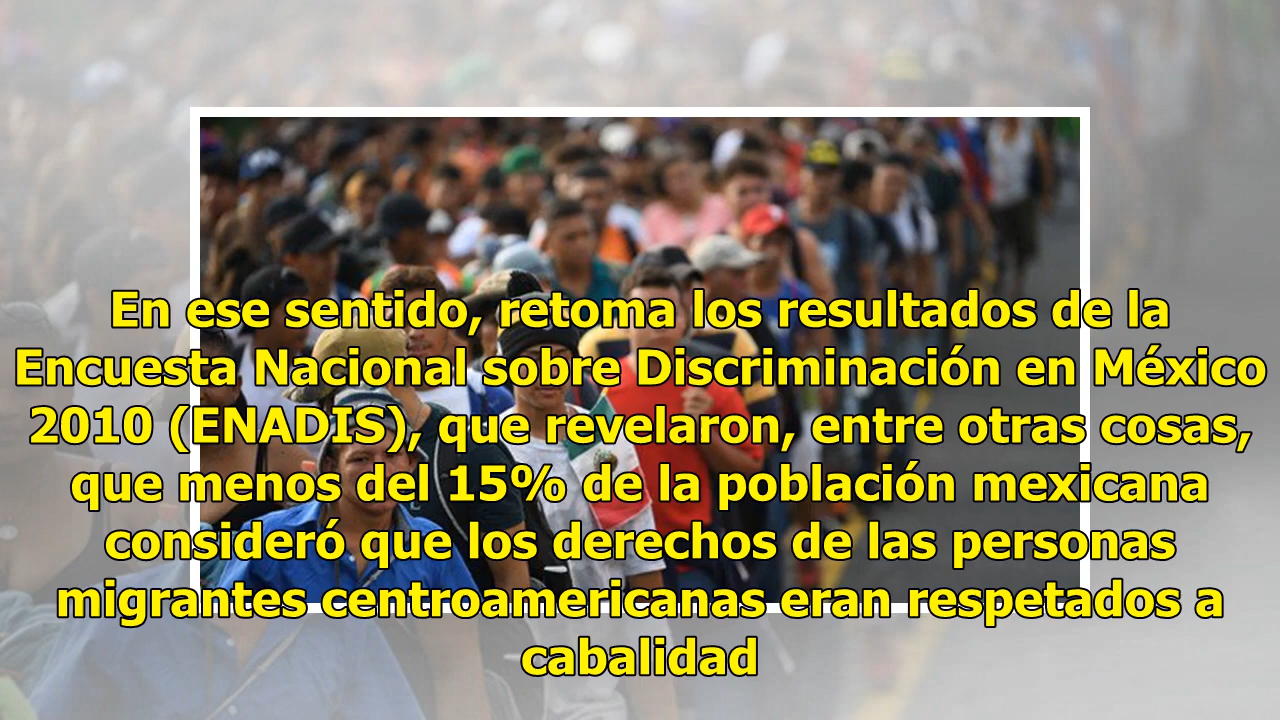 En ese sentido, retoma los resultados de la
Encuesta Nacional sobre Discriminación en México
2010 (ENADIS), que revelaron, entre otras cosas,
que menos del 15% de la población mexicana
consideró que los derechos de las personas
migrantes centroamericanas eran respetados a
cabalidad